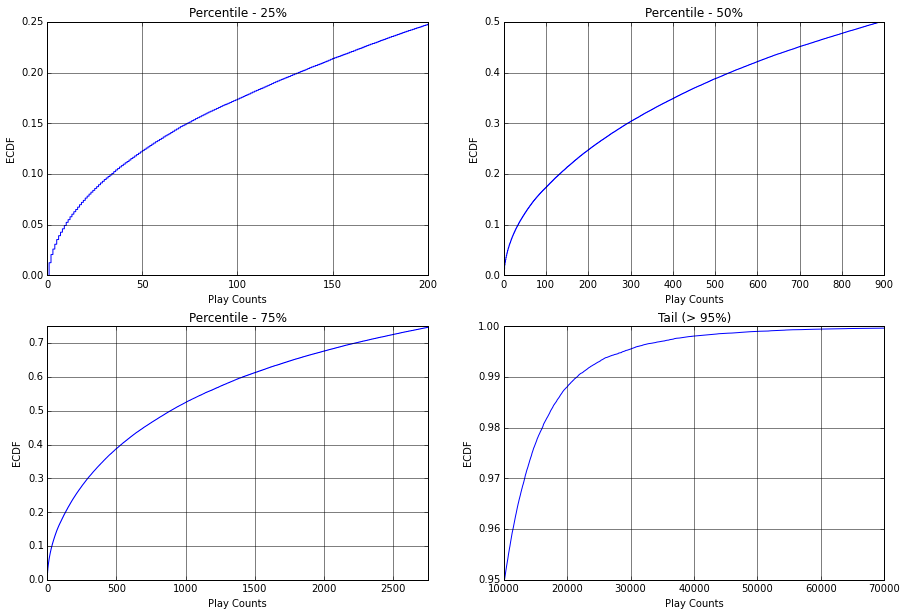 Percentile - 25%
0.25
0.20
0.15
0.10
0.05
0.00
ECDF
0 50 100 150 200
Play Counts
Percentile - 50%
0.5
0.4
0.3
0.2
0.1
0.0
ECDF
0 100 200 300 400 500 600 700 800 900
Play Counts
Percentile - 75%
0.7
0.6
0.5
0.4
0.3
0.2
0.1
0.0
ECDF
0 500 1000 1500 2000 2500
Play Counts
Tail (> 95%)
1.00
0.99
0.98
0.97
0.96
0.95
ECDF
10000 20000 30000 40000 50000 60000 70000
Play Counts